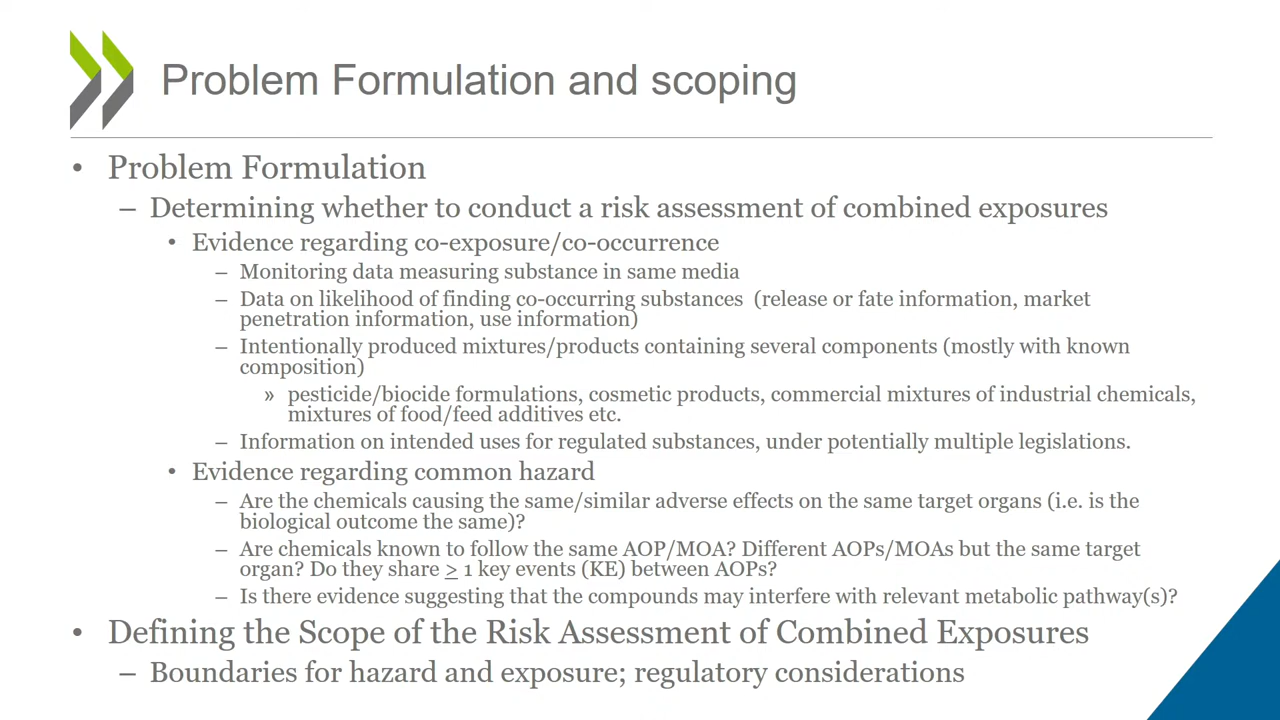 Problem Formulation and scoping
• Problem Formulation
– Determining whether to conduct a risk assessment of combined exposures
• Evidence regarding co-exposure/co-occurrence
– Monitoring data measuring substance in same media
– Data on likelihood of finding co-occurring substances (release or fate information, market
penetration information, use information)
– Intentionally produced mixtures/products containing several components (mostly with known
composition)
» pesticide/biocide formulations, cosmetic products, commercial mixtures of industrial chemicals,
mixtures of food/feed additives etc.
– Information on intended uses for regulated substances, under potentially multiple legislations.
• Evidence regarding common hazard
– Are the chemicals causing the same/similar adverse effects on the same target organs (i.e. is the
biological outcome the same)?
– Are chemicals known to follow the same AOP/MOA? Different AOPs/MOAs but the same target
organ? Do they share > 1 key events (KE) between AOPs?
– Is there evidence suggesting that the compounds may interfere with relevant metabolic pathway(s)?
• Defining the Scope of the Risk Assessment of Combined Exposures
– Boundaries for hazard and exposure; regulatory considerations